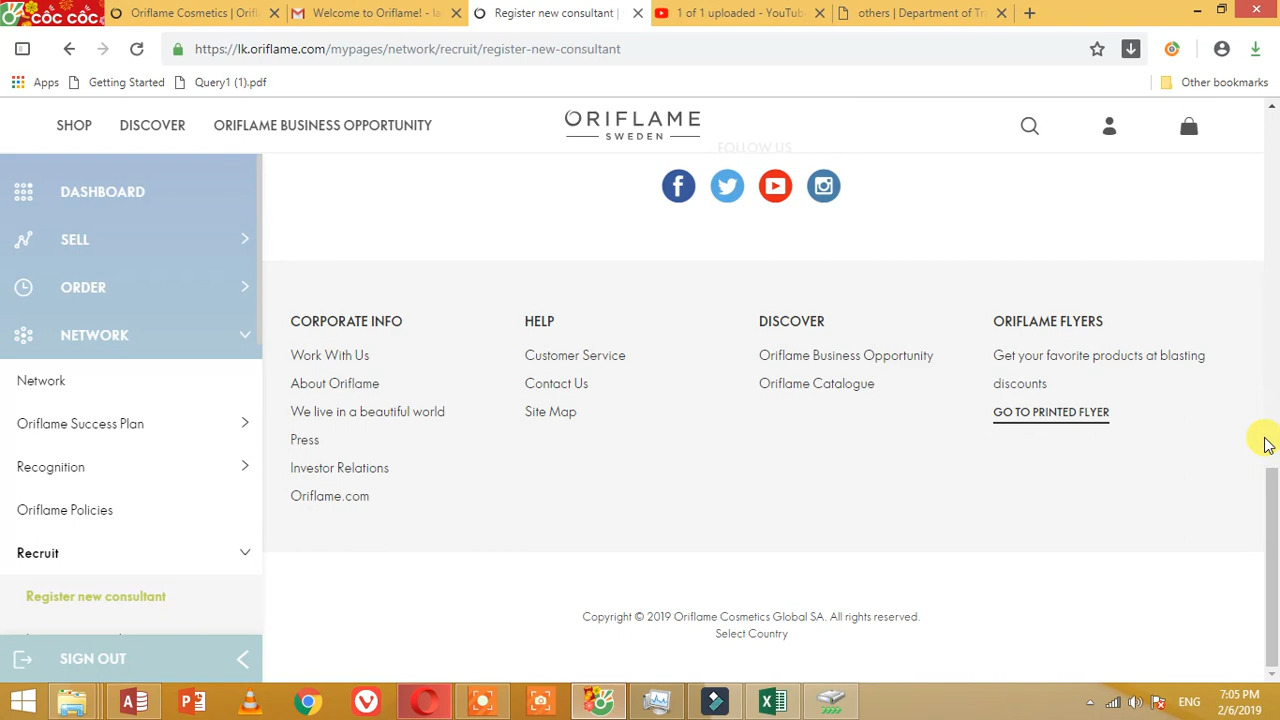 CỐC CỐC
Oriflame Cosmetics | Orifl
Welcome to Oriflame! - la
Register new consultant |
1 of 1 uploaded - YouTub
others | Department of Tr
https://lk.oriflame.com/mypages/network/recruit/register-new-consultant
Apps
Getting Started
Query1 (1).pdf
Other bookmarks
SHOP
DISCOVER
ORIFLAME BUSINESS OPPORTUNITY
ORIFLAME
SWEDEN
FOLLOW US
DASHBOARD
SELL
ORDER
NETWORK
Network
Oriflame Success Plan
Recognition
Oriflame Policies
Recruit
Register new consultant
SIGN OUT
CORPORATE INFO
Work With Us
About Oriflame
We live in a beautiful world
Press
Investor Relations
Oriflame.com
HELP
Customer Service
Contact Us
Site Map
DISCOVER
Oriflame Business Opportunity
Oriflame Catalogue
ORIFLAME FLYERS
Get your favorite products at blasting
discounts
GO TO PRINTED FLYER
Copyright © 2019 Oriflame Cosmetics Global SA. All rights reserved.
Select Country
ENG
7:05 PM
2/6/2019